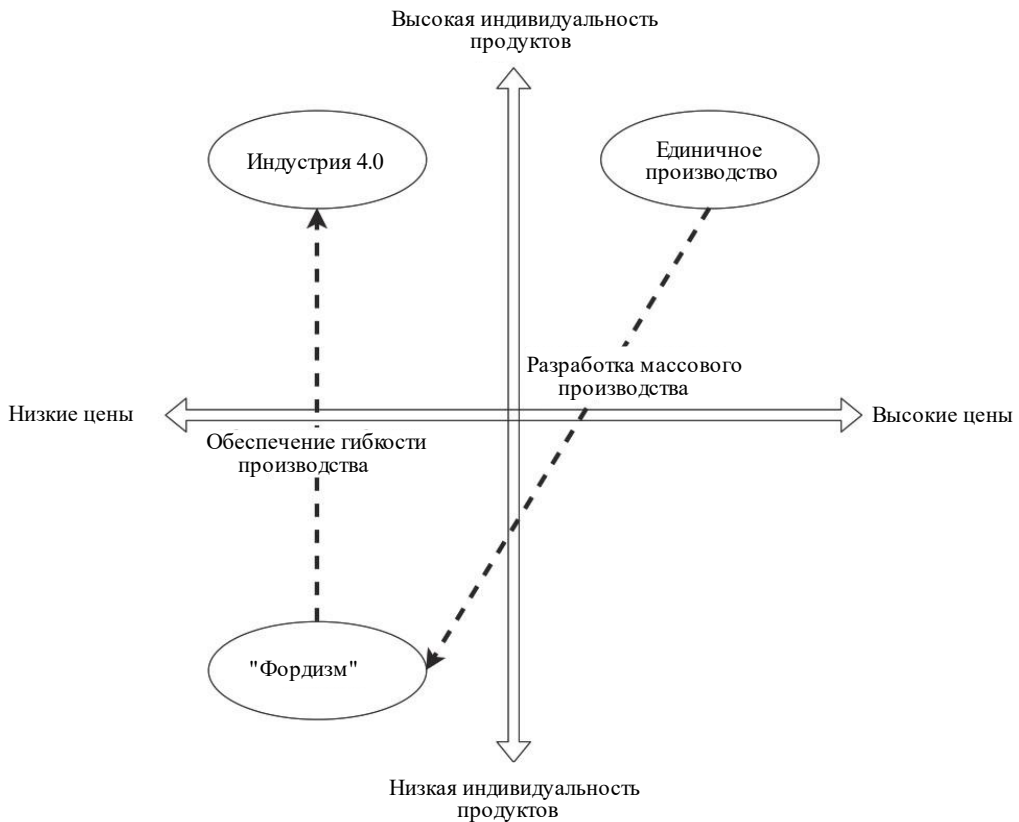 Высокая индивидуальность
продуктов
Индустрия 4.0
Единичное
производство
Разработка массового
производства
Низкие цены
Высокие цены
Обеспечение гибкости
производства
"Фордизм"
Низкая индивидуальность
продуктов